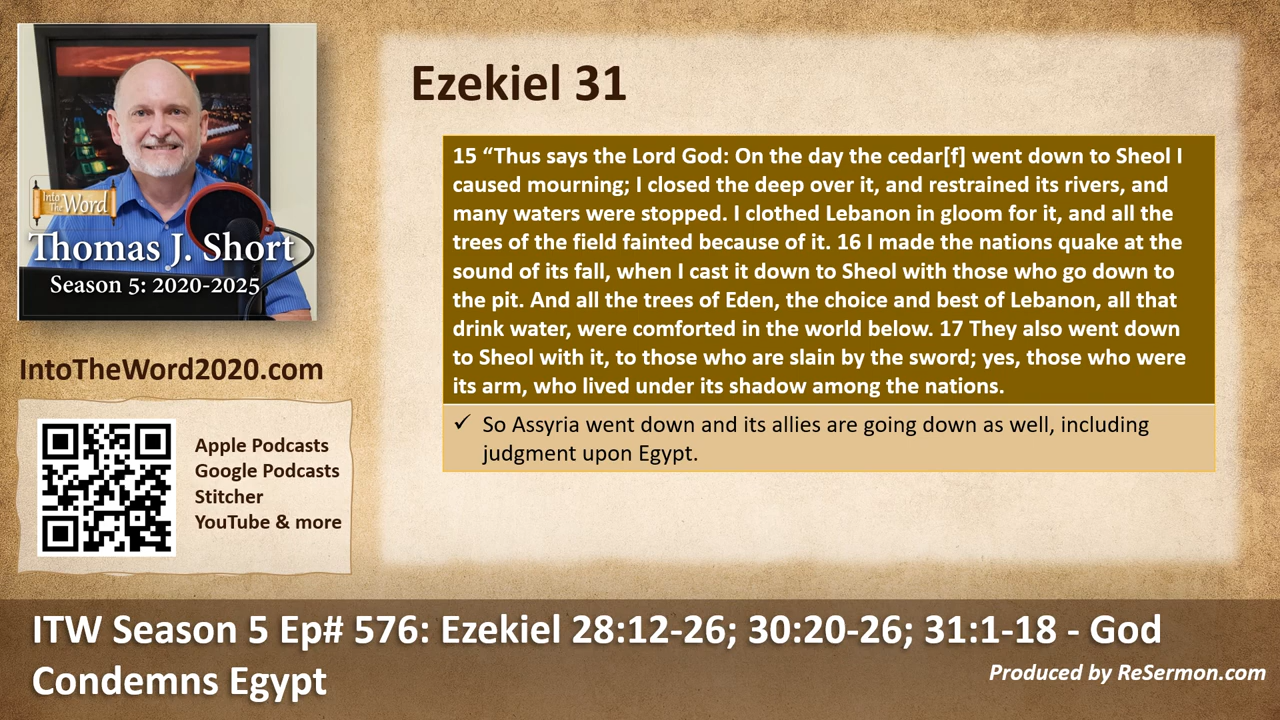 Into
The Word
Thomas J. Short
Season 5: 2020-2025
IntoTheWord2020.com
Apple Podcasts
Google Podcasts
Stitcher
YouTube & more
Ezekiel 31
15 “Thus says the Lord God: On the day the cedar[f] went down to Sheol I
caused mourning; I closed the deep over it, and restrained its rivers, and
many waters were stopped. I clothed Lebanon in gloom for it, and all the
trees of the field fainted because of it. 16 I made the nations quake at the
sound of its fall, when I cast it down to Sheol with those who go down to
the pit. And all the trees of Eden, the choice and best of Lebanon, all that
drink water, were comforted in the world below. 17 They also went down
to Sheol with it, to those who are slain by the sword; yes, those who were
its arm, who lived under its shadow among the nations.
✓ So Assyria went down and its allies are going down as well, including
judgment upon Egypt.
ITW Season 5 Ep# 576: Ezekiel 28:12-26; 30:20-26; 31:1-18 - God
Condemns Egypt
Produced by ReSermon.com